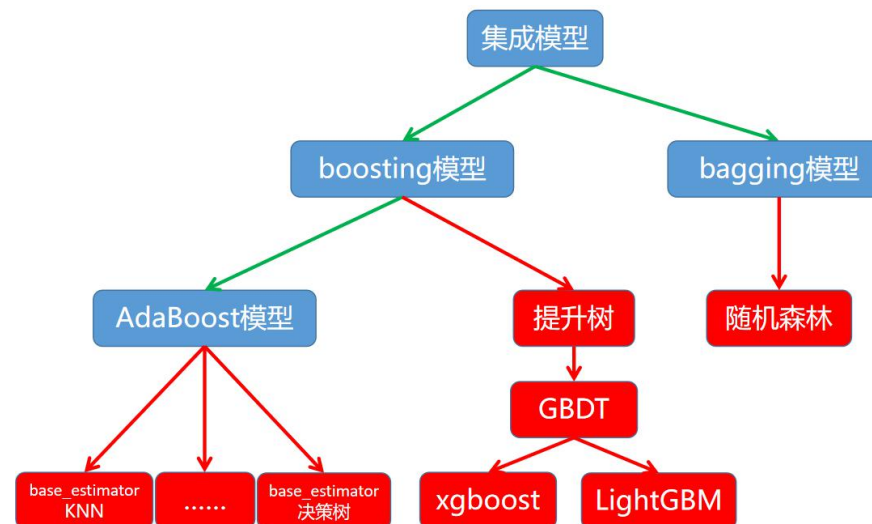 集成模型
boosting模型
bagging模型
AdaBoost模型
提升树
随机森林
GBDT
base_estimator
KNN
......
base_estimator
决策树
xgboost
LightGBM